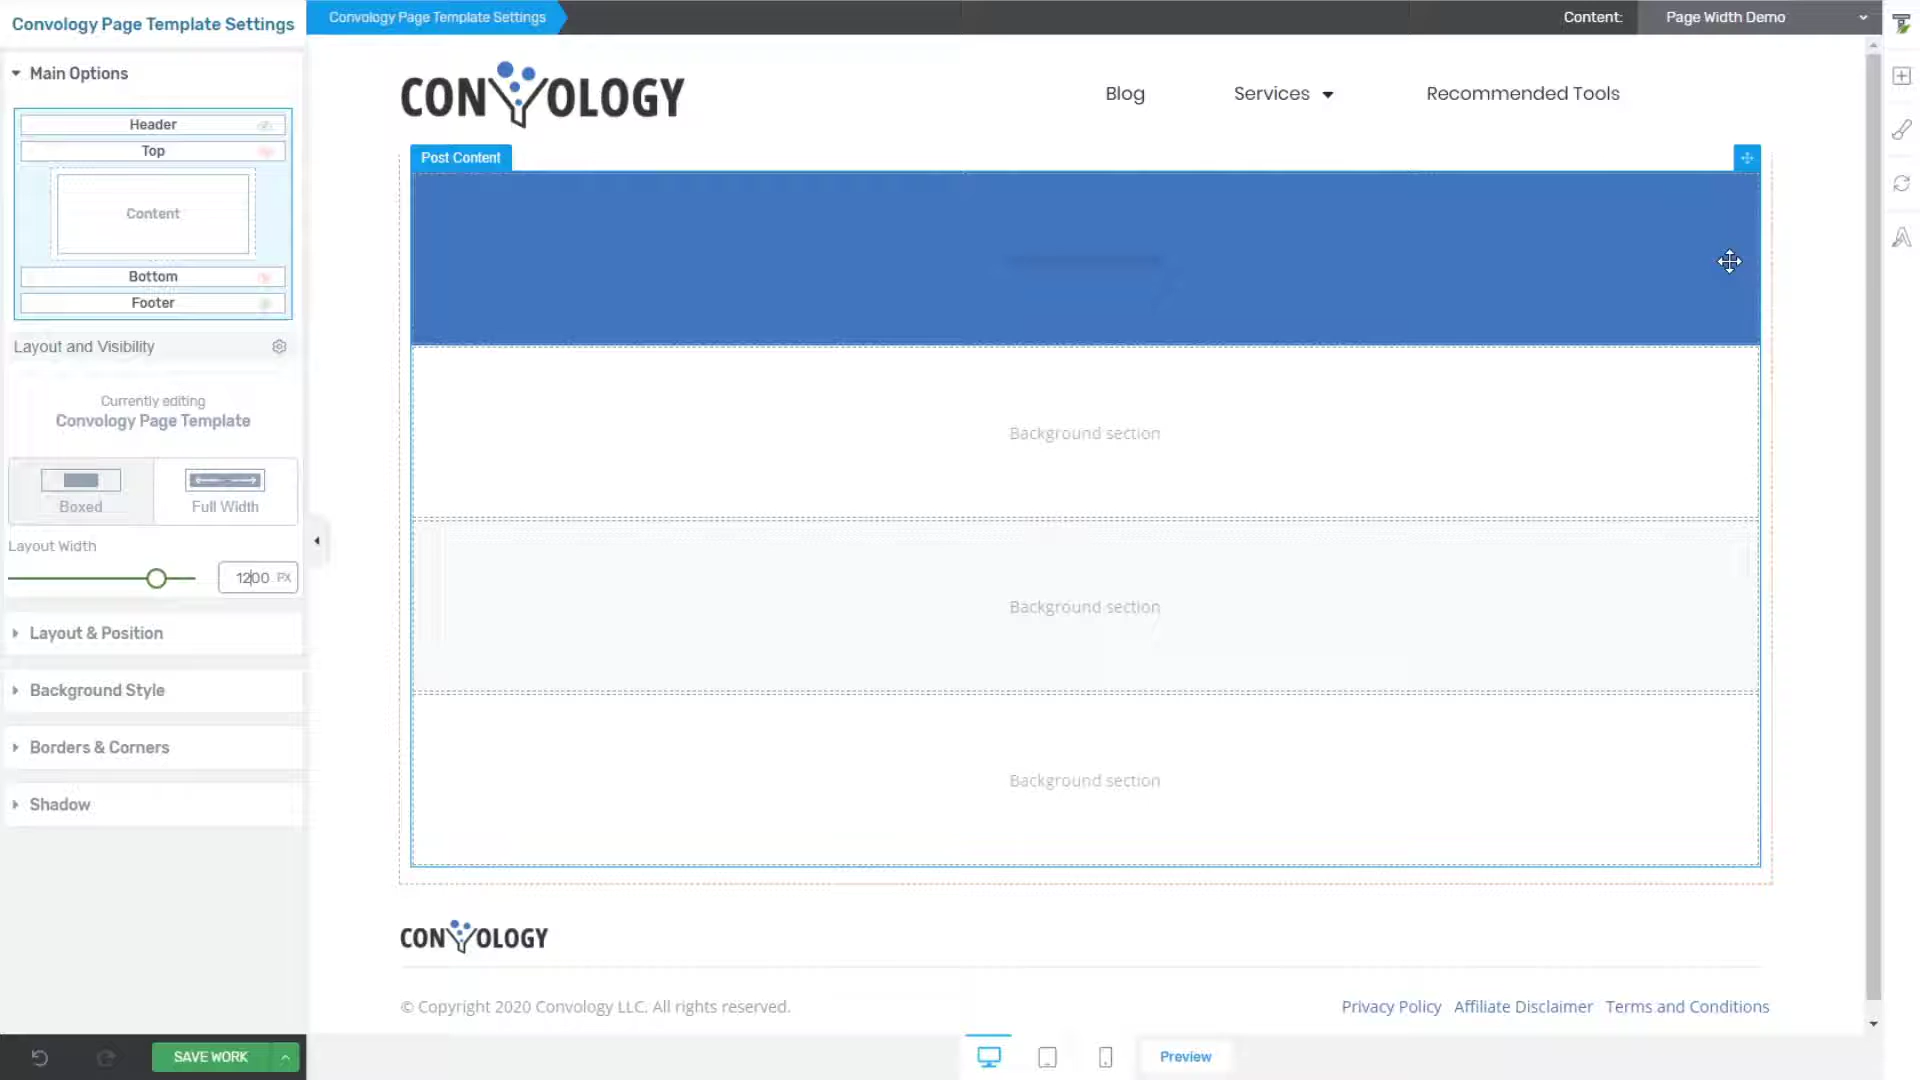 Convology Page Template Settings
Convology Page Template Settings
Content:
Page Width Demo
Main Options
Header
Top
Content
Bottom
Footer
Layout and Visibility
Currently editing
Convology Page Template
Boxed
Full Width
Layout Width
1200 PX
Layout & Position
Background Style
Borders & Corners
Shadow
SAVE WORK
CONVOLOGY
Blog
Services
Recommended Tools
Post Content
Background section
Background section
Background section
CONVOLOGY
© Copyright 2020 Convology LLC. All rights reserved.
Privacy Policy Affiliate Disclaimer Terms and Conditions
Preview